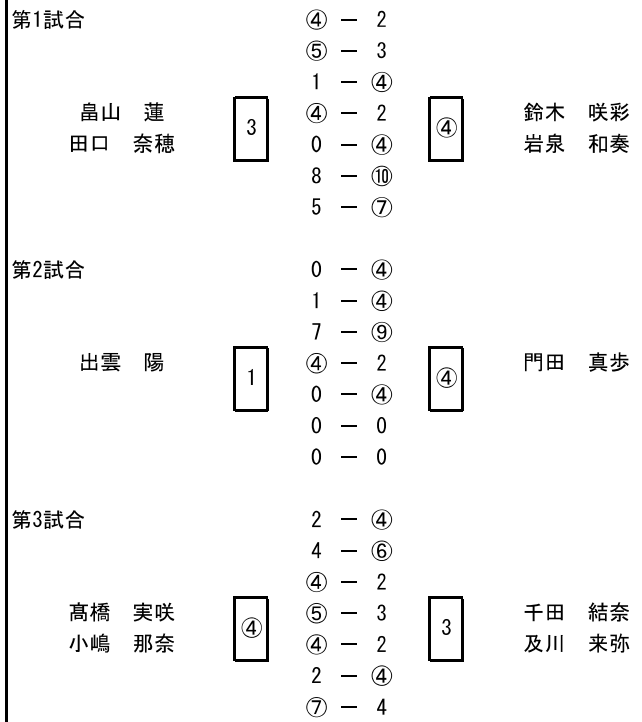 第1試合 ④ － 2
⑤ － 3
1 － ④
畠山　蓮 ④ － 2 鈴木　咲彩
3 ④
田口　奈穂 0 － ④ 岩泉　和奏
8 － ⑩
5 － ⑦
第2試合 0 － ④
1 － ④
7 － ⑨
出雲　陽 ④ － 2 門田　真歩
1 ④
0 － ④
0 － 0
0 － 0
第3試合 2 － ④
4 － ⑥
④ － 2
髙橋　実咲 ⑤ － 3 千田　結奈
④ 3
小嶋　那奈 ④ － 2 及川　来弥
2 － ④
⑦ － 4